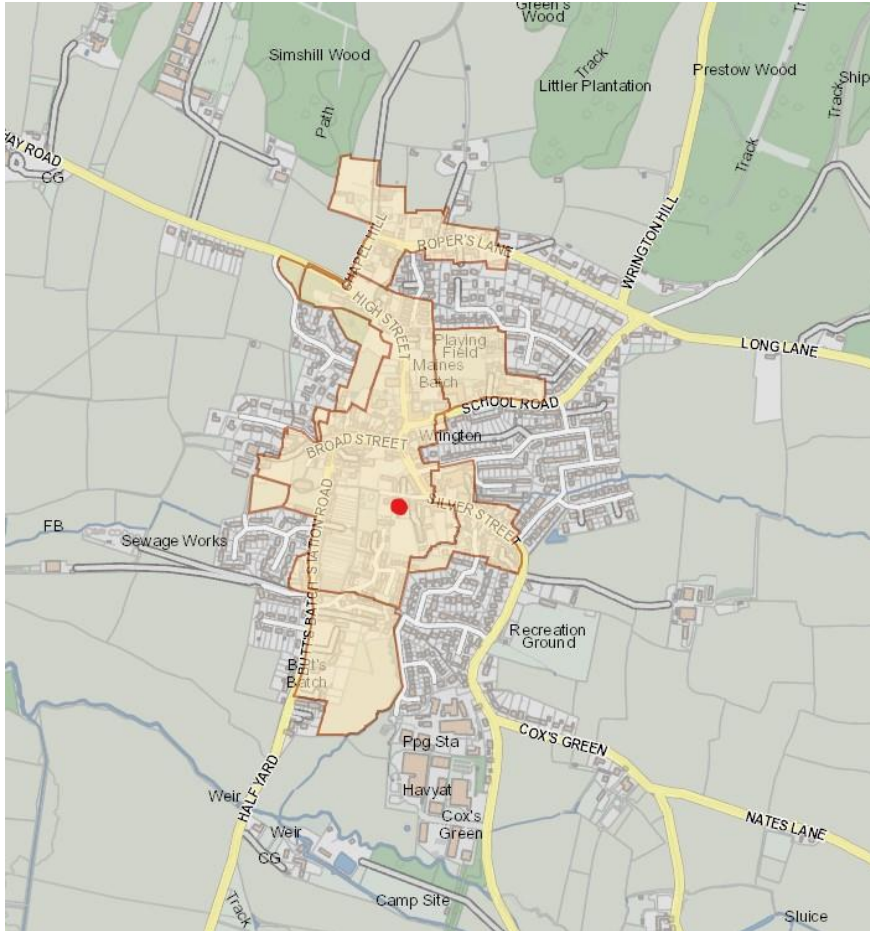 Green's
Wood
Simshill Wood
Track
Littler Plantation
Prestow Wood
Ship
Track
Path
Track
HAY ROAD
CG
CHAPEL HILL
ROPER'S LANE
WRINGTON HILL
HIGH STREET
Playing
Field
Maines
Batch
LONG LANE
SCHOOL ROAD
BROAD STREET
Wrington
SILVER STREET
STATION ROAD
FB
Sewage Works
BUTTS BATCH
Recreation
Ground
Butt's
Batch
COX'S GREEN
Ppg Sta
HALF YARD
Weir
Havyat
Cox's
Green
NATES LANE
Weir
CG
Camp Site
Track
Sluice